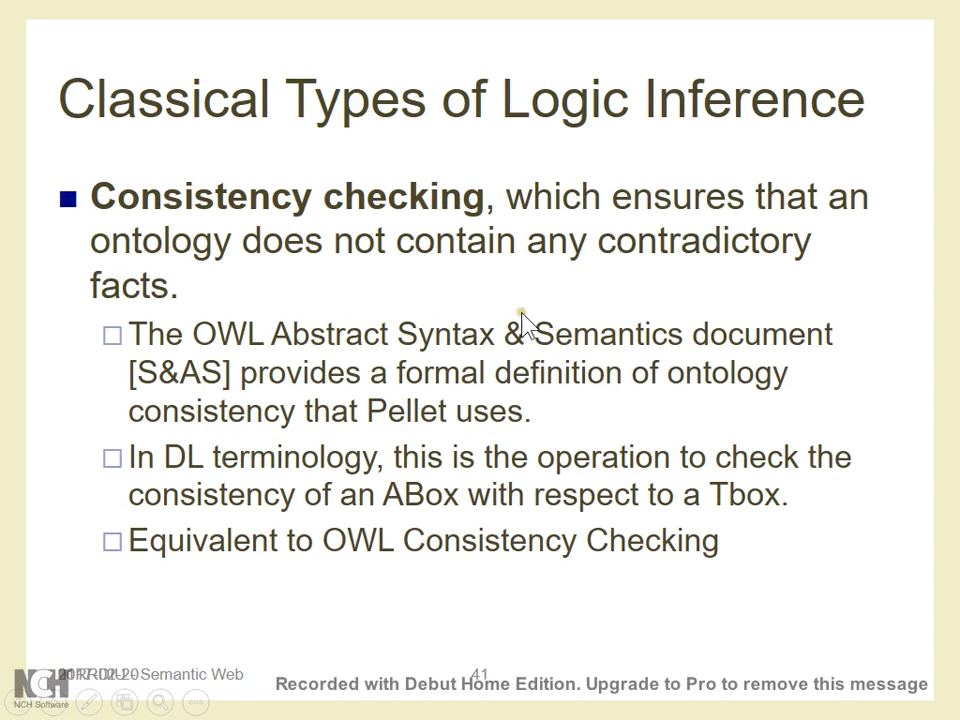 Classical Types of Logic Inference
Consistency checking, which ensures that an
ontology does not contain any contradictory
facts.
The OWL Abstract Syntax & Semantics document
[S&AS] provides a formal definition of ontology
consistency that Pellet uses.
In DL terminology, this is the operation to check the
consistency of an ABox with respect to a Tbox.
Equivalent to OWL Consistency Checking
Semantic Web
41
Recorded with Debut Home Edition. Upgrade to Pro to remove this message
NCH
NCH Software